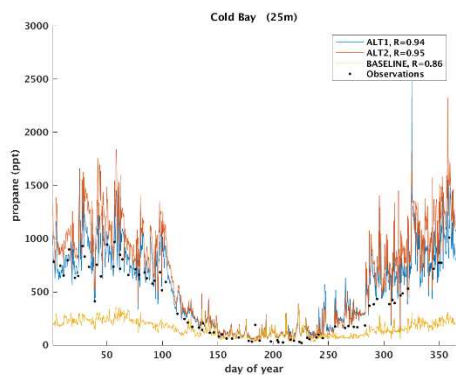 Cold Bay (25m)
ALT1, R=0.94
ALT2, R=0.95
BASELINE, R=0.86
Observations
propane (ppt)
3000
2500
2000
1500
1000
500
0
50 100 150 200 250 300 350
day of year